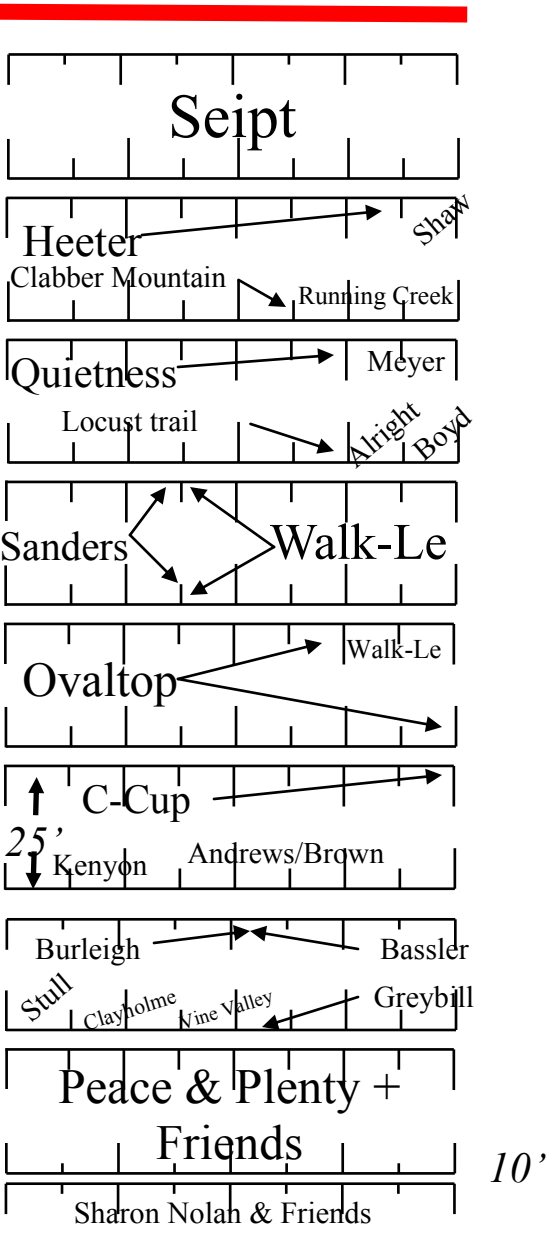 Seipt
Shaw
Heeter
Clabber Mountain
Running Creek
Quietness
Meyer
Locust trail
Alright
Boyd
Sanders
Walk-Le
Walk-Le
Ovaltop
C-Cup
25’
Kenyon
Andrews/Brown
Burleigh
Bassler
Stull
Clayholme
Vine Valley
Greybill
Peace & Plenty +
Friends
10’
Sharon Nolan & Friends